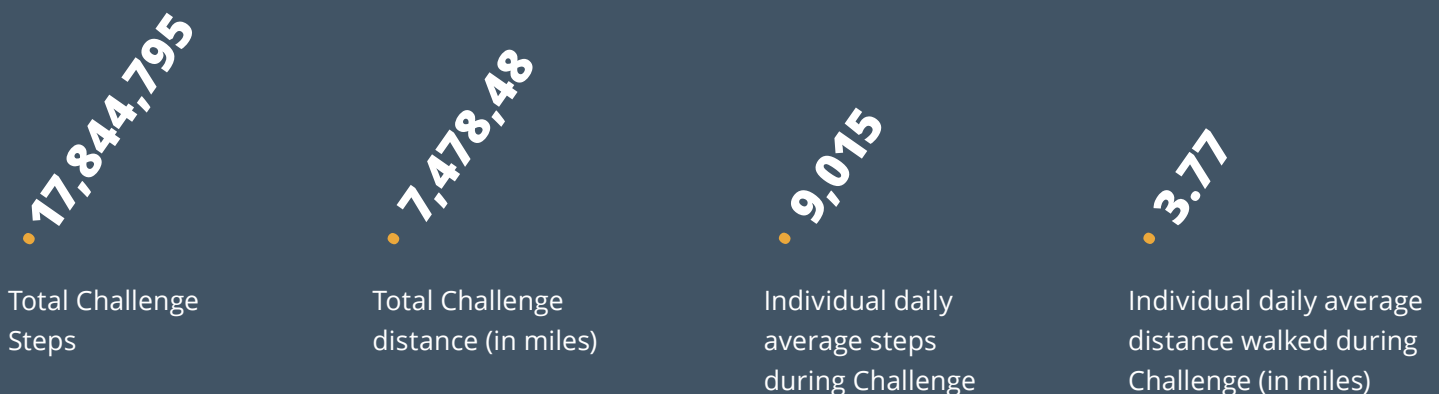 17,844,795
Total Challenge
Steps
7,478,48
Total Challenge
distance (in miles)
9,015
Individual daily
average steps
during Challenge
3.77
Individual daily average
distance walked during
Challenge (in miles)